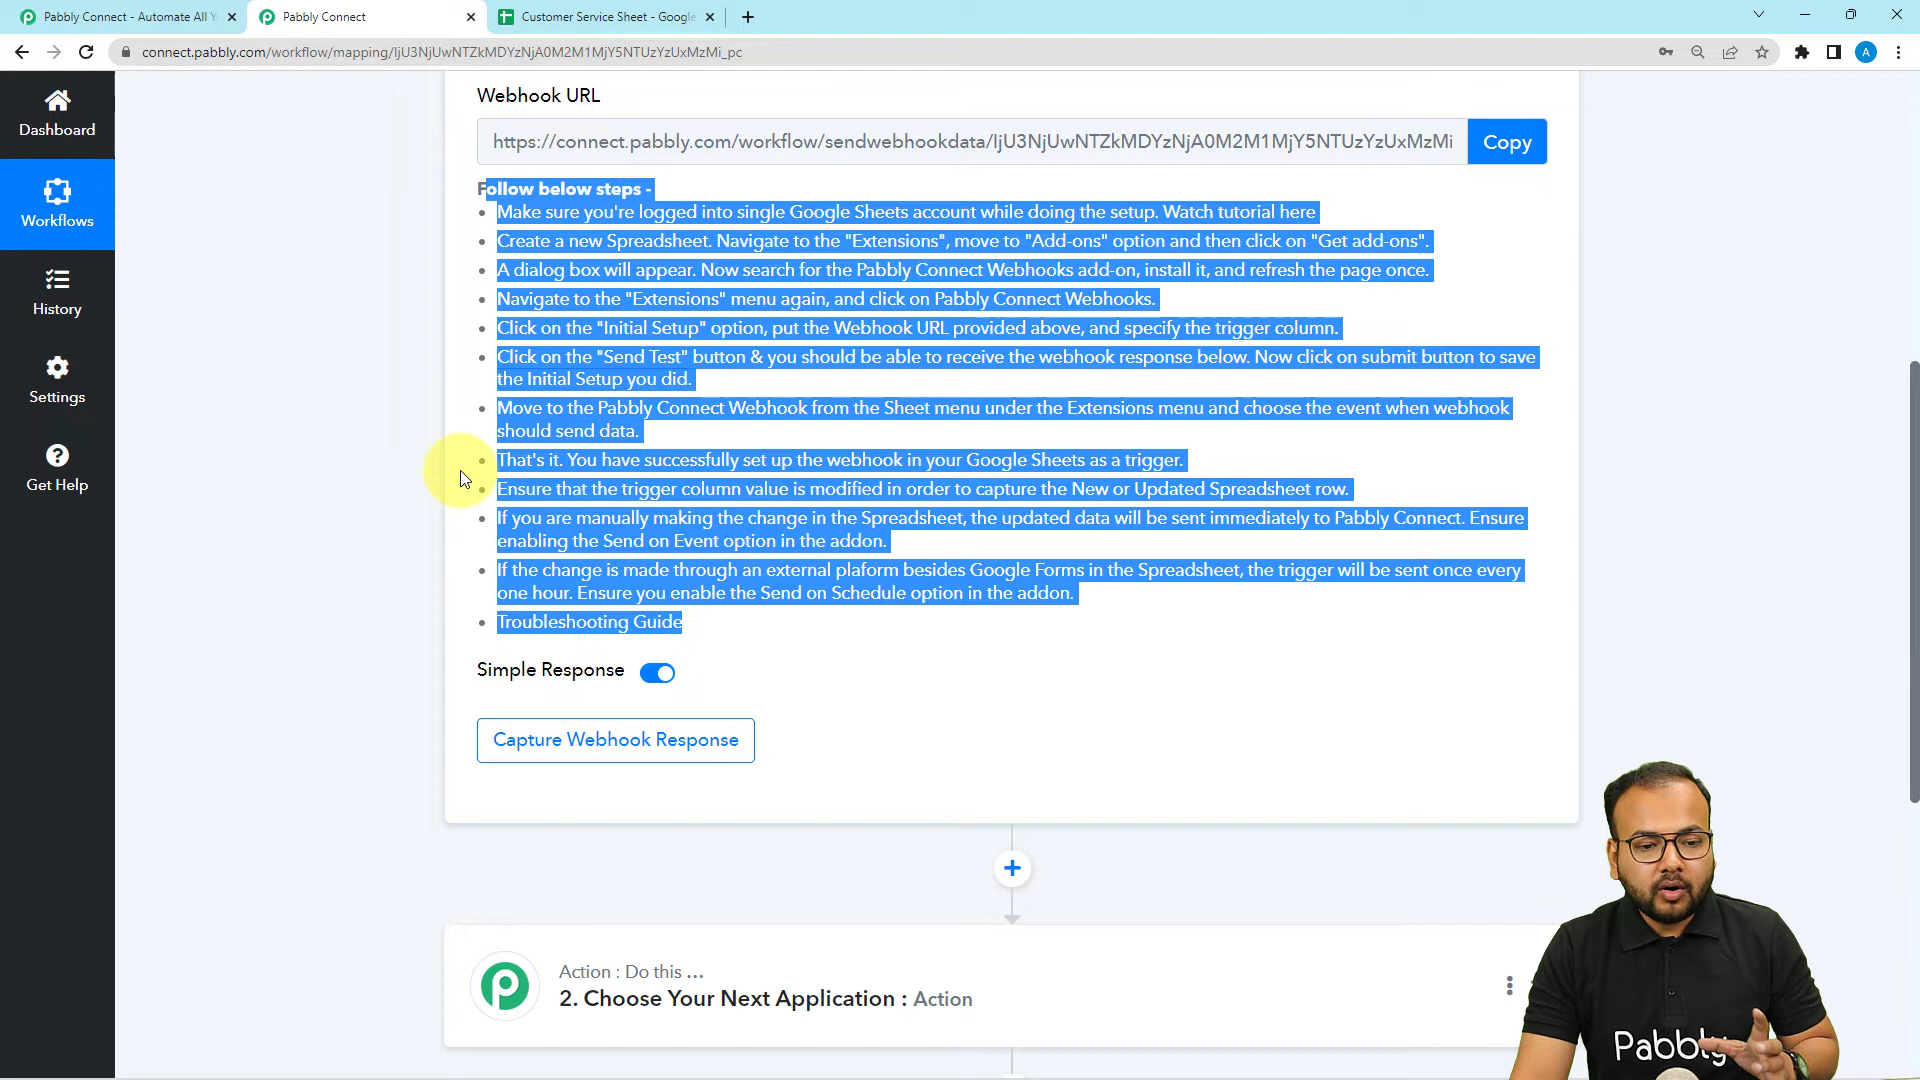 Pabbly Connect - Automate All Y
Pabbly Connect
Customer Service Sheet - Google
connect.pabbly.com/workflow/mapping/IjU3NjUwNTZkMDYzNjA0M2M1MjY5NTUzYzUxMzMi_pc
A
Dashboard
Workflows
History
Settings
Get Help
Webhook URL
https://connect.pabbly.com/workflow/sendwebhookdata/IjU3NjUwNTZkMDYzNjA0M2M1MjY5NTUzYzUxMzMi
Copy
Follow below steps -
Make sure you're logged into single Google Sheets account while doing the setup. Watch tutorial here
Create a new Spreadsheet. Navigate to the "Extensions", move to "Add-ons" option and then click on "Get add-ons".
A dialog box will appear. Now search for the Pabbly Connect Webhooks add-on, install it, and refresh the page once.
Navigate to the "Extensions" menu again, and click on Pabbly Connect Webhooks.
Click on the "Initial Setup" option, put the Webhook URL provided above, and specify the trigger column.
Click on the "Send Test" button & you should be able to receive the webhook response below. Now click on submit button to save
the Initial Setup you did.
Move to the Pabbly Connect Webhook from the Sheet menu under the Extensions menu and choose the event when webhook
should send data.
That's it. You have successfully set up the webhook in your Google Sheets as a trigger.
Ensure that the trigger column value is modified in order to capture the New or Updated Spreadsheet row.
If you are manually making the change in the Spreadsheet, the updated data will be sent immediately to Pabbly Connect. Ensure
enabling the Send on Event option in the addon.
If the change is made through an external plaform besides Google Forms in the Spreadsheet, the trigger will be sent once every
one hour. Ensure you enable the Send on Schedule option in the addon.
Troubleshooting Guide
Simple Response
Capture Webhook Response
Action : Do this ...
2. Choose Your Next Application : Action
Pabbly